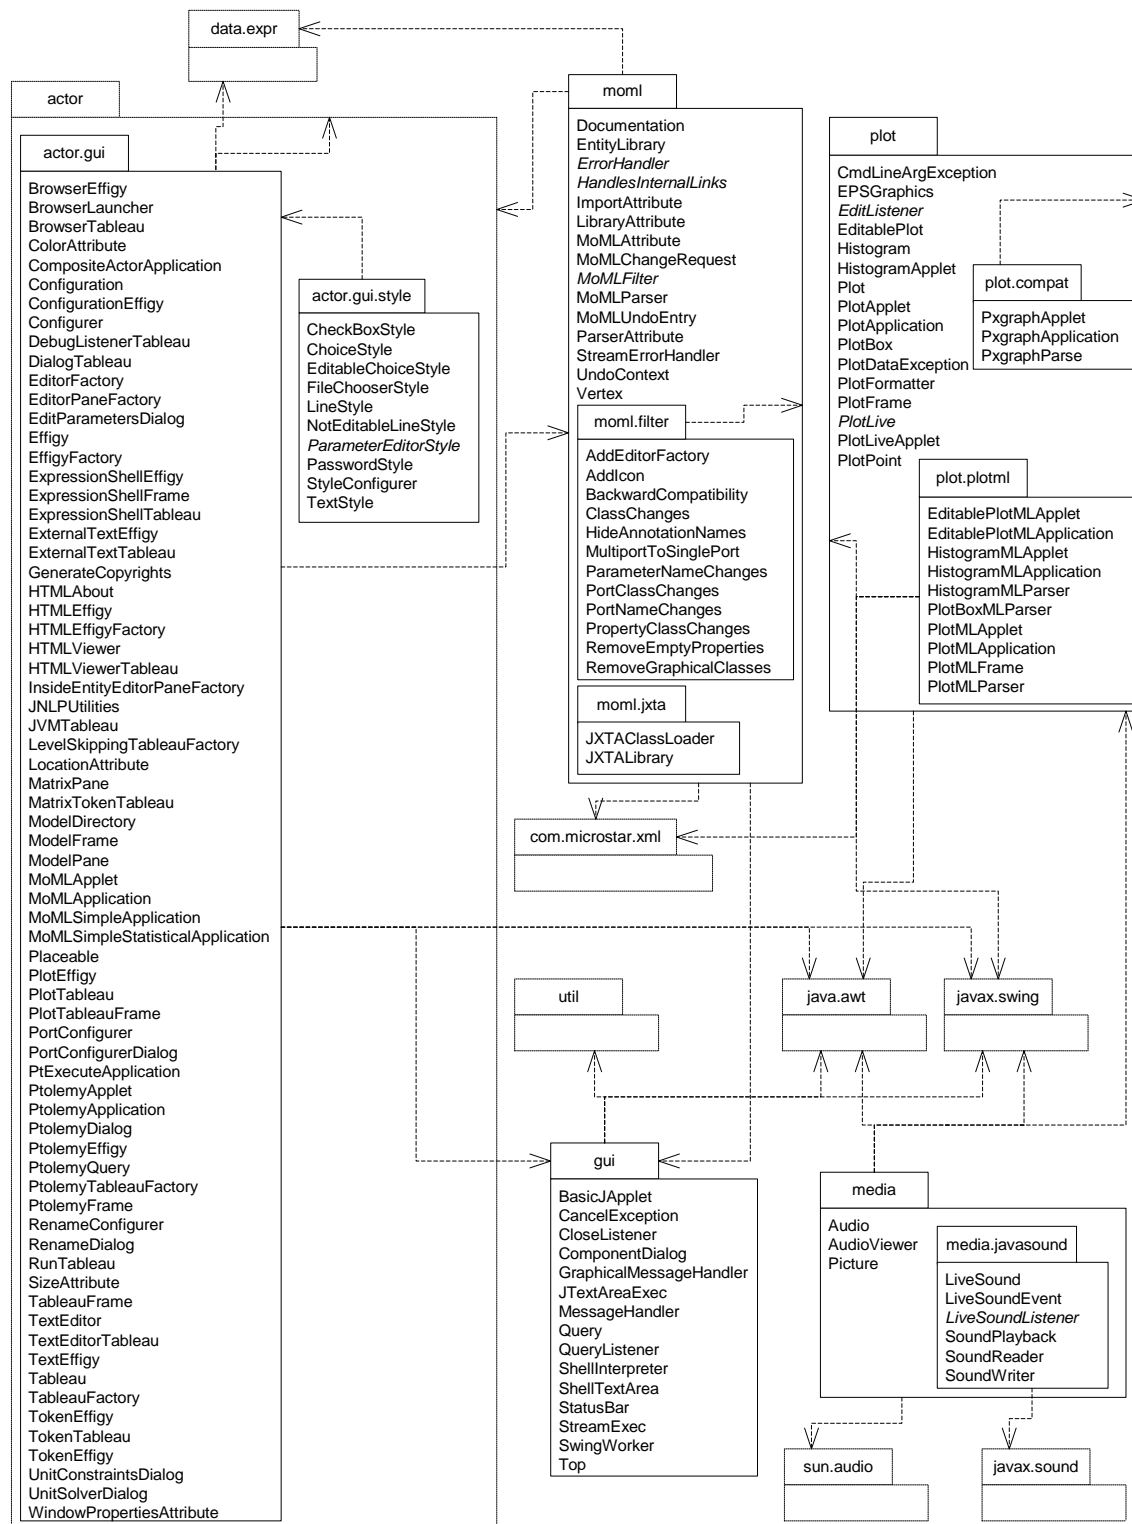 data.expr
actor
actor.gui
BrowserEffigy
BrowserLauncher
BrowserTableau
ColorAttribute
CompositeActorApplication
Configuration
ConfigurationEffigy
Configurer
DebugListenerTableau
DialogTableau
EditorFactory
EditorPaneFactory
EditParametersDialog
Effigy
EffigyFactory
ExpressionShellEffigy
ExpressionShellFrame
ExpressionShellTableau
ExternalTextEffigy
ExternalTextTableau
GenerateCopyrights
HTMLAbout
HTMLEffigy
HTMLEffigyFactory
HTMLViewer
HTMLViewerTableau
InsideEntityEditorPaneFactory
JNLPUtilities
JVMTableau
LevelSkippingTableauFactory
LocationAttribute
MatrixPane
MatrixTokenTableau
ModelDirectory
ModelFrame
ModelPane
MoMLApplet
MoMLApplication
MoMLSimpleApplication
MoMLSimpleStatisticalApplication
Placeable
PlotEffigy
PlotTableau
PlotTableauFrame
PortConfigurer
PortConfigurerDialog
PtExecuteApplication
PtolemyApplet
PtolemyApplication
PtolemyDialog
PtolemyEffigy
PtolemyQuery
PtolemyTableauFactory
PtolemyFrame
RenameConfigurer
RenameDialog
RunTableau
SizeAttribute
TableauFrame
TextEditor
TextEditorTableau
TextEffigy
Tableau
TableauFactory
TokenEffigy
TokenTableau
TokenEffigy
UnitConstraintsDialog
UnitSolverDialog
WindowPropertiesAttribute
actor.gui.style
CheckBoxStyle
ChoiceStyle
EditableChoiceStyle
FileChooserStyle
LineStyle
NotEditableLineStyle
ParameterEditorStyle
PasswordStyle
StyleConfigurer
TextStyle
moml
Documentation
EntityLibrary
ErrorHandler
HandlesInternalLinks
ImportAttribute
LibraryAttribute
MoMLAttribute
MoMLChangeRequest
MoMLFilter
MoMLParser
MoMLUndoEntry
ParserAttribute
StreamErrorHandler
UndoContext
Vertex
moml.filter
AddEditorFactory
AddIcon
BackwardCompatibility
ClassChanges
HideAnnotationNames
MultiportToSinglePort
ParameterNameChanges
PortClassChanges
PortNameChanges
PropertyClassChanges
RemoveEmptyProperties
RemoveGraphicalClasses
moml.jxta
JXTAClassLoader
JXTALibrary
plot
CmdLineArgException
EPSGraphics
EditListener
EditablePlot
Histogram
HistogramApplet
Plot
PlotApplet
PlotApplication
PlotBox
PlotDataException
PlotFormatter
PlotFrame
PlotLive
PlotLiveApplet
PlotPoint
plot.compat
PxgraphApplet
PxgraphApplication
PxgraphParse
plot.plotml
EditablePlotMLApplet
EditablePlotMLApplication
HistogramMLApplet
HistogramMLApplication
HistogramMLParser
PlotBoxMLParser
PlotMLApplet
PlotMLApplication
PlotMLFrame
PlotMLParser
com.microstar.xml
util
java.awt
javax.swing
gui
BasicJApplet
CancelException
CloseListener
ComponentDialog
GraphicalMessageHandler
JTextAreaExec
MessageHandler
Query
QueryListener
ShellInterpreter
ShellTextArea
StatusBar
StreamExec
SwingWorker
Top
media
Audio
AudioViewer
Picture
media.javasound
LiveSound
LiveSoundEvent
LiveSoundListener
SoundPlayback
SoundReader
SoundWriter
sun.audio
javax.sound